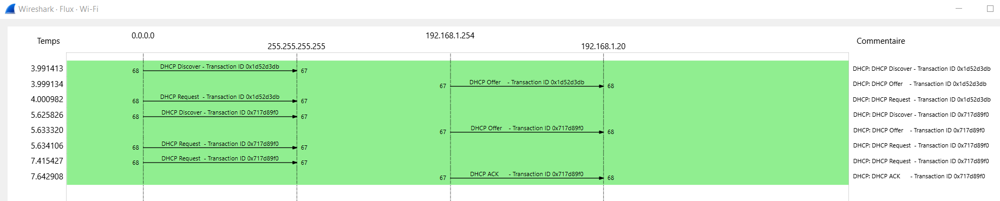 Wireshark · Flux · Wi-Fi
0.0.0.0 192.168.1.254
Temps Commentaire
255.255.255.255 192.168.1.20
3.991413 68 DHCP Discover - Transaction ID 0x1d52d3db 67 DHCP: DHCP Discover - Transaction ID 0x1d52d3db
3.999134 67 DHCP Offer - Transaction ID 0x1d52d3db 68 DHCP: DHCP Offer - Transaction ID 0x1d52d3db
4.000982 68 DHCP Request - Transaction ID 0x1d52d3db 67 DHCP: DHCP Request - Transaction ID 0x1d52d3db
5.625826 68 DHCP Discover - Transaction ID 0x717d89f0 67 DHCP: DHCP Discover - Transaction ID 0x717d89f0
5.633320 67 DHCP Offer - Transaction ID 0x717d89f0 68 DHCP: DHCP Offer - Transaction ID 0x717d89f0
5.634106 68 DHCP Request - Transaction ID 0x717d89f0 67 DHCP: DHCP Request - Transaction ID 0x717d89f0
7.415427 68 DHCP Request - Transaction ID 0x717d89f0 67 DHCP: DHCP Request - Transaction ID 0x717d89f0
7.642908 67 DHCP ACK - Transaction ID 0x717d89f0 68 DHCP: DHCP ACK - Transaction ID 0x717d89f0